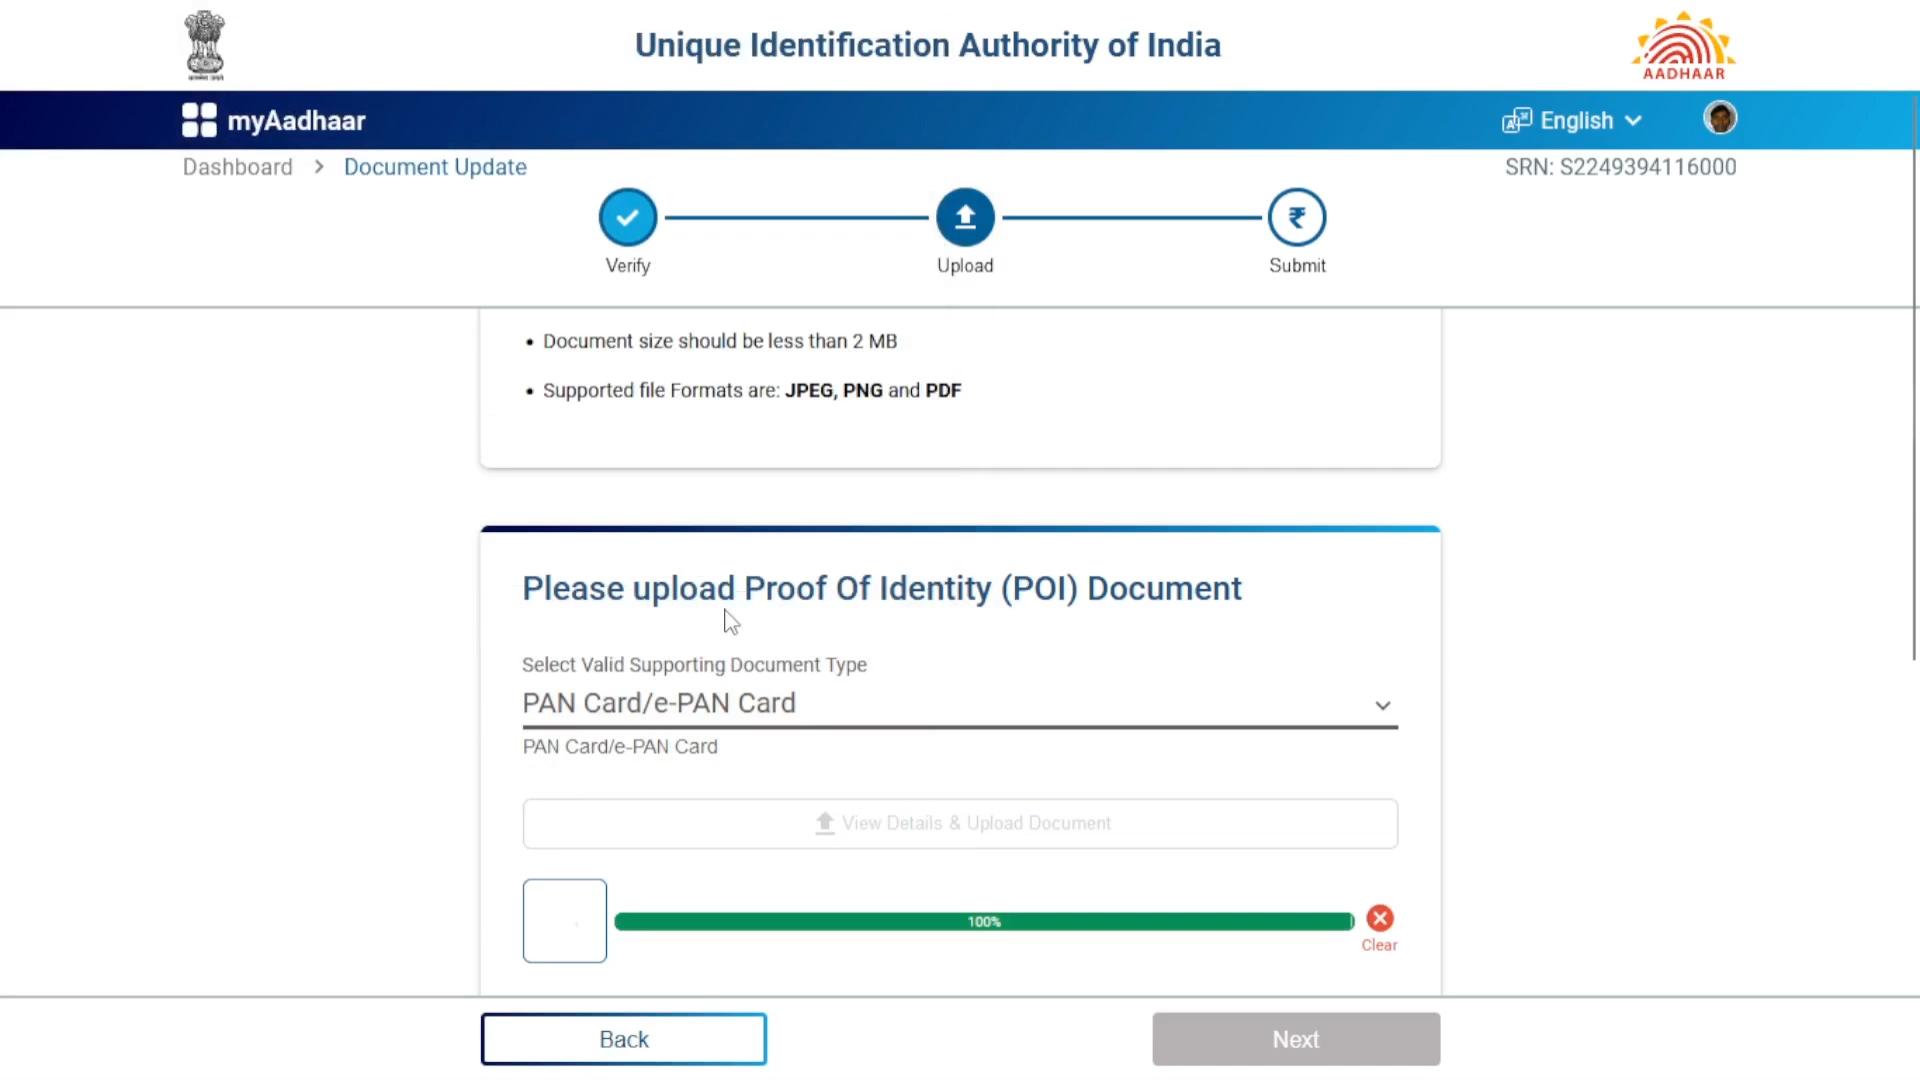 Unique Identification Authority of India
AADHAAR
myAadhaar
English
Dashboard > Document Update
SRN: S2249394116000
Verify
Upload
₹
Submit
• Document size should be less than 2 MB
• Supported file Formats are: JPEG, PNG and PDF
Please upload Proof Of Identity (POI) Document
Select Valid Supporting Document Type
PAN Card/e-PAN Card
PAN Card/e-PAN Card
View Details & Upload Document
100%
Clear
Back
Next